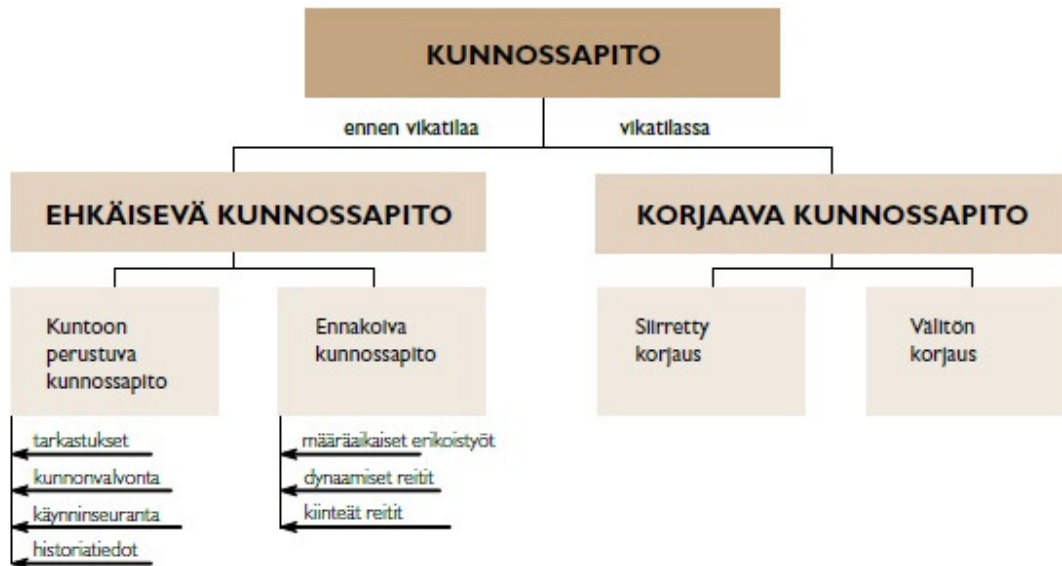 KUNNOSSAPITO
ennen vikatilaa
vikatilassa
EHKÄISEVÄ KUNNOSSAPITO
KORJAAVA KUNNOSSAPITO
Kuntoon
perustuva
kunnossapito
Ennakoiva
kunnossapito
Siirretty
korjaus
Välitön
korjaus
tarkastukset
kunnonvalvonta
käynninseuranta
historiatiedot
määräaikaiset erikoistyöt
dynaamiset reitit
kiinteät reitit